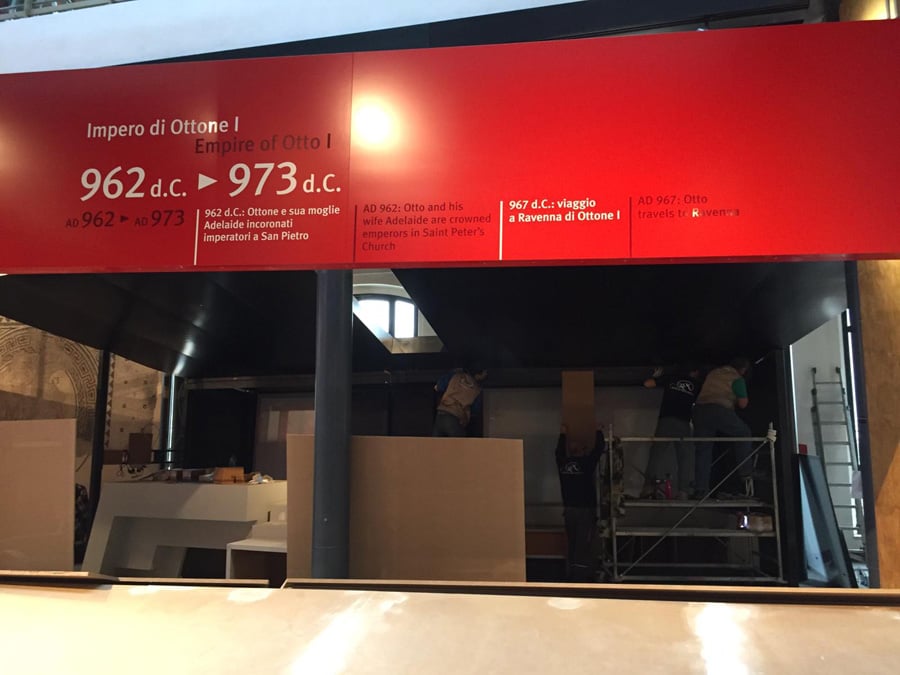 Impero di Ottone I
Empire of Otto I
962 d.C. ▶ 973 d.C.
AD 962 ▶ AD 973
962 d.C.: Ottone e sua moglie
Adelaide incoronati
imperatori a San Pietro
AD 962: Otto and his
wife Adelaide are crowned
emperors in Saint Peter's
Church
967 d.C.: viaggio
a Ravenna di Ottone I
AD 967: Otto
travels to Ravenna